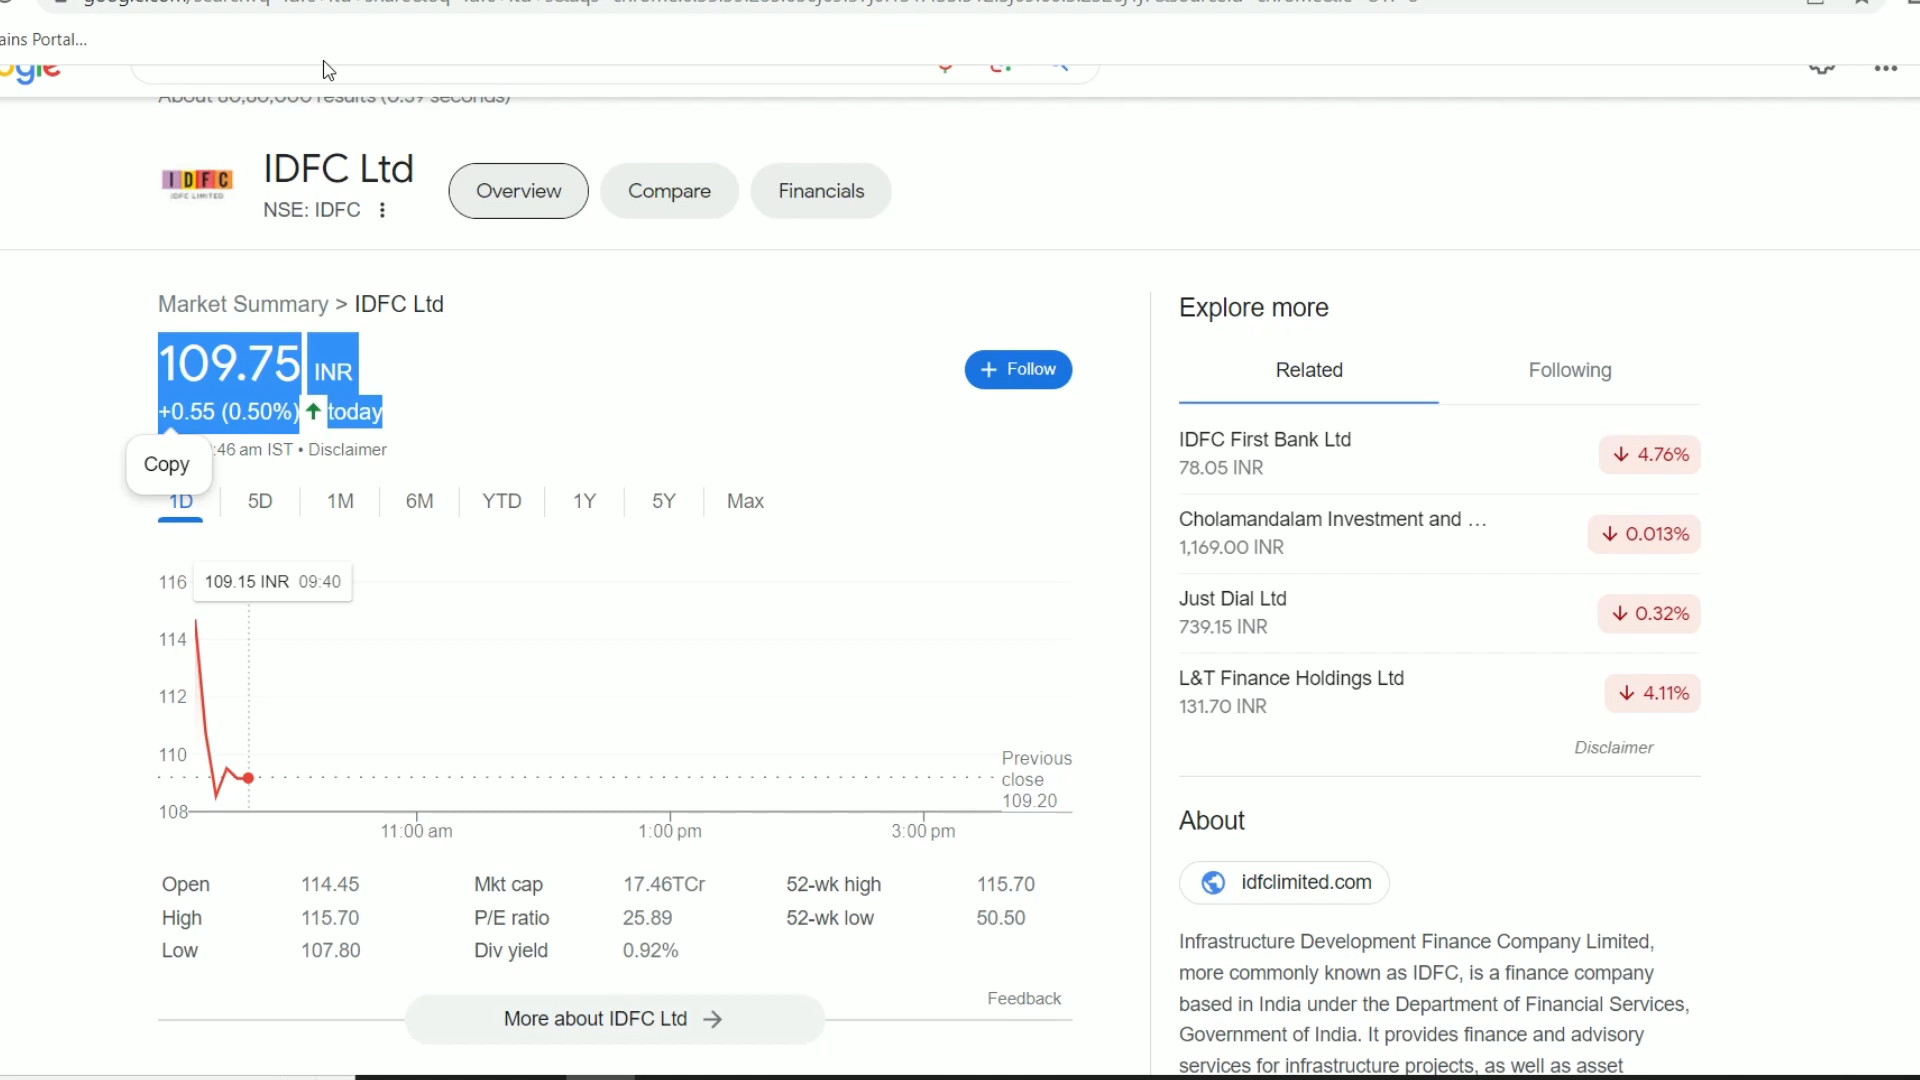 ains Portal...
IDFC
IDFC LIMITED
IDFC Ltd
NSE: IDFC
Overview
Compare
Financials
Market Summary > IDFC Ltd
109.75 INR
+0.55 (0.50%) ↑ today
:46 am IST • Disclaimer
Copy
+ Follow
1D
5D
1M
6M
YTD
1Y
5Y
Max
109.15 INR 09:40
116
114
112
110
108
Previous
close
109.20
11:00 am
1:00 pm
3:00 pm
Open 114.45 Mkt cap 17.46TCr 52-wk high 115.70
High 115.70 P/E ratio 25.89 52-wk low 50.50
Low 107.80 Div yield 0.92%
Feedback
More about IDFC Ltd →
Explore more
Related
Following
IDFC First Bank Ltd
78.05 INR
↓ 4.76%
Cholamandalam Investment and ...
1,169.00 INR
↓ 0.013%
Just Dial Ltd
739.15 INR
↓ 0.32%
L&T Finance Holdings Ltd
131.70 INR
↓ 4.11%
Disclaimer
About
idfclimited.com
Infrastructure Development Finance Company Limited,
more commonly known as IDFC, is a finance company
based in India under the Department of Financial Services,
Government of India. It provides finance and advisory
services for infrastructure projects, as well as asset